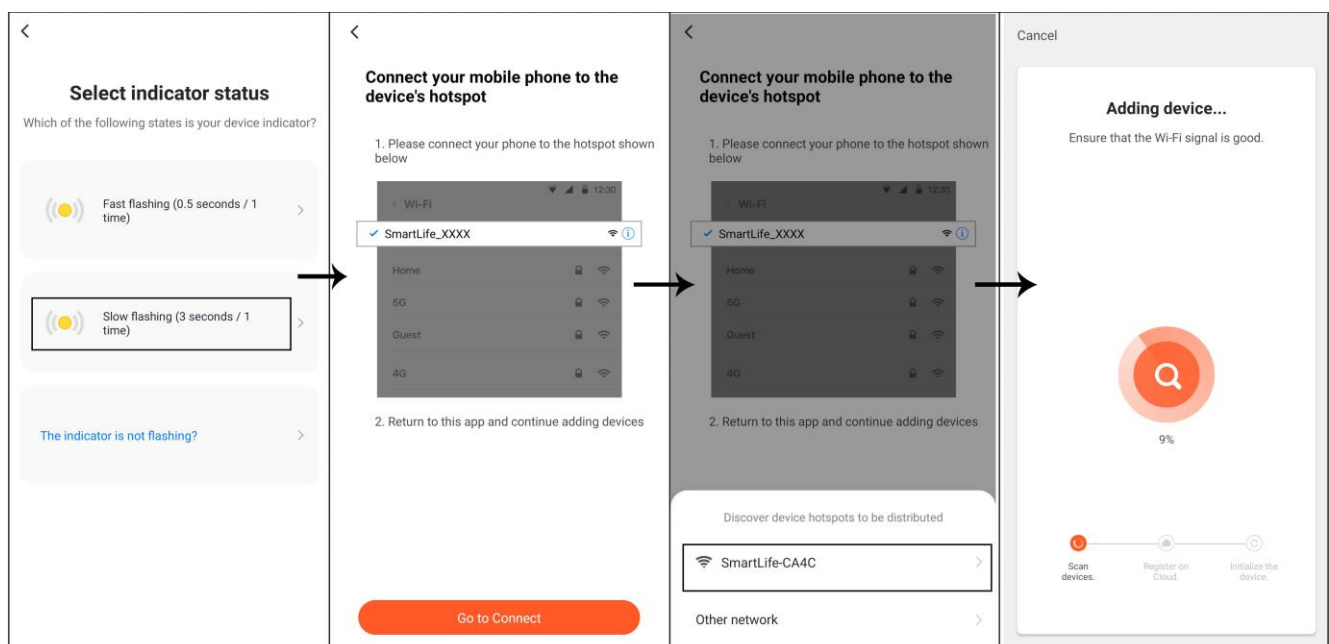 Select indicator status
Which of the following states is your device indicator?
Fast flashing (0.5 seconds / 1
time)
Slow flashing (3 seconds / 1
time)
The indicator is not flashing?
Connect your mobile phone to the
device's hotspot
1. Please connect your phone to the hotspot shown
below
12:30
Wi-Fi
SmartLife_XXXX
Home
5G
Guest
4G
2. Return to this app and continue adding devices
Go to Connect
Connect your mobile phone to the
device's hotspot
1. Please connect your phone to the hotspot shown
below
12:30
Wi-Fi
SmartLife_XXXX
Home
5G
Guest
4G
2. Return to this app and continue adding devices
Discover device hotspots to be distributed
SmartLife-CA4C
Other network
Cancel
Adding device...
Ensure that the Wi-Fi signal is good.
9%
Scan
devices.
Register on
Cloud.
Initialize the
device.